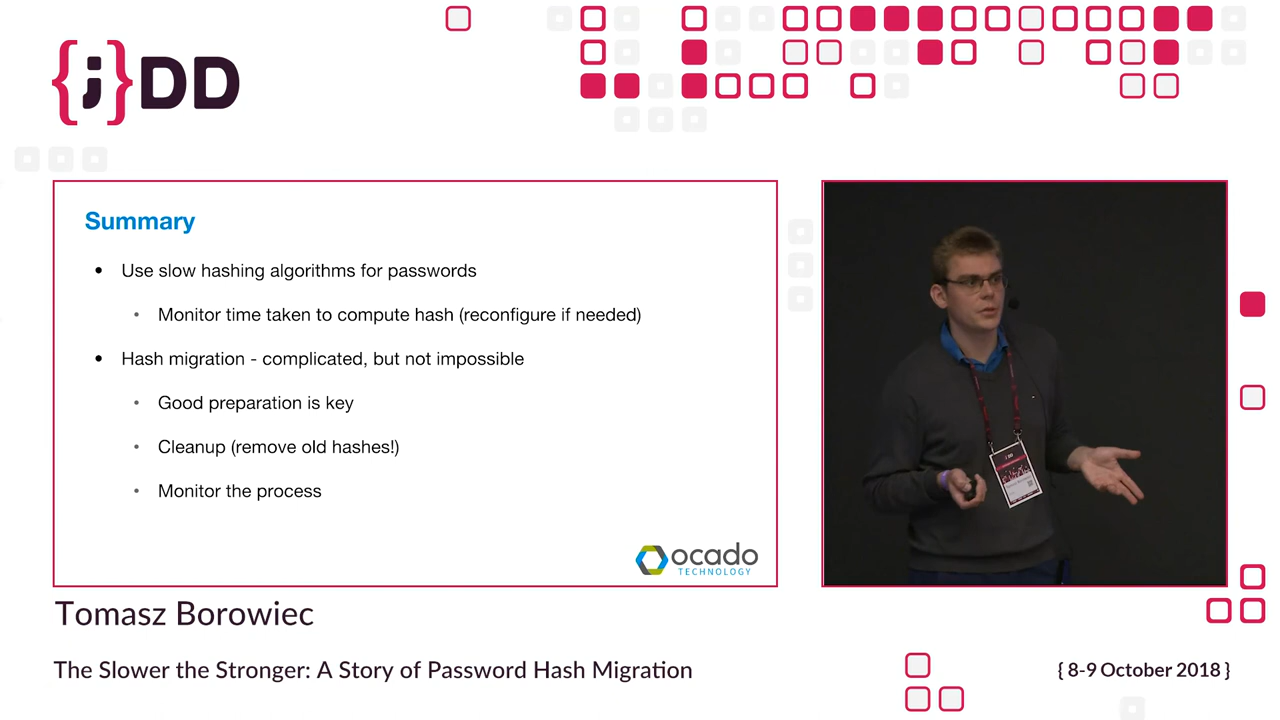 {j}DD
Summary
• Use slow hashing algorithms for passwords
• Monitor time taken to compute hash (reconfigure if needed)
• Hash migration - complicated, but not impossible
• Good preparation is key
• Cleanup (remove old hashes!)
• Monitor the process
ocado
TECHNOLOGY
Tomasz Borowiec
The Slower the Stronger: A Story of Password Hash Migration
{ 8-9 October 2018 }